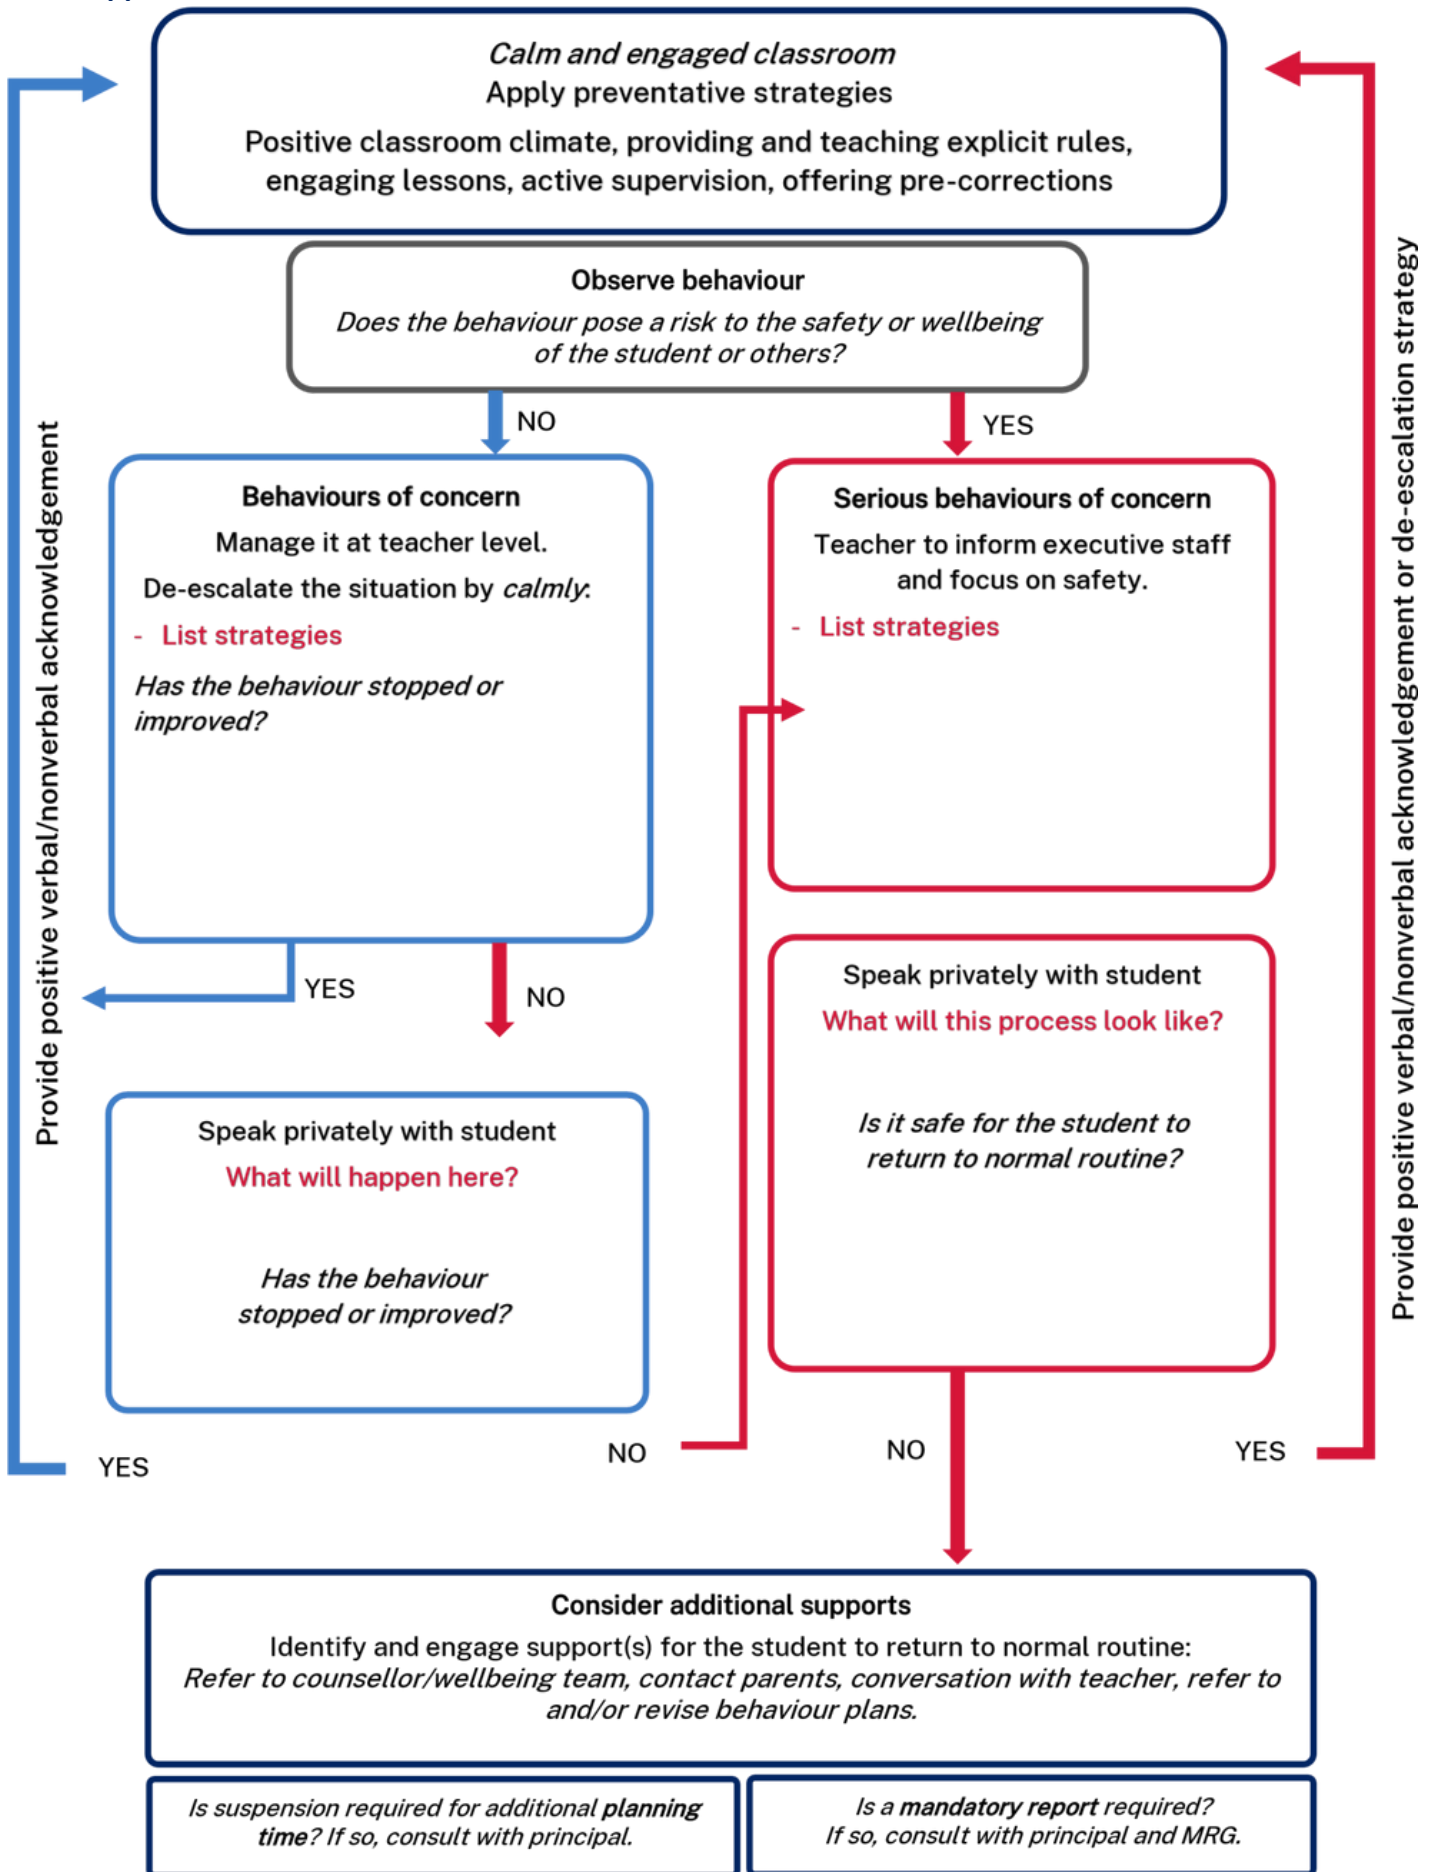 Calm and engaged classroom
Apply preventative strategies
Positive classroom climate, providing and teaching explicit rules,
engaging lessons, active supervision, offering pre-corrections
Observe behaviour
Does the behaviour pose a risk to the safety or wellbeing
of the student or others?
NO
YES
Behaviours of concern
Manage it at teacher level.
De-escalate the situation by calmly:
- List strategies
Has the behaviour stopped or
improved?
Serious behaviours of concern
Teacher to inform executive staff
and focus on safety.
- List strategies
YES
NO
Speak privately with student
What will happen here?
Has the behaviour
stopped or improved?
Speak privately with student
What will this process look like?
Is it safe for the student to
return to normal routine?
YES
NO
NO
YES
Provide positive verbal/nonverbal acknowledgement
Provide positive verbal/nonverbal acknowledgement or de-escalation strategy
Consider additional supports
Identify and engage support(s) for the student to return to normal routine:
Refer to counsellor/wellbeing team, contact parents, conversation with teacher, refer to
and/or revise behaviour plans.
Is suspension required for additional planning
time? If so, consult with principal.
Is a mandatory report required?
If so, consult with principal and MRG.